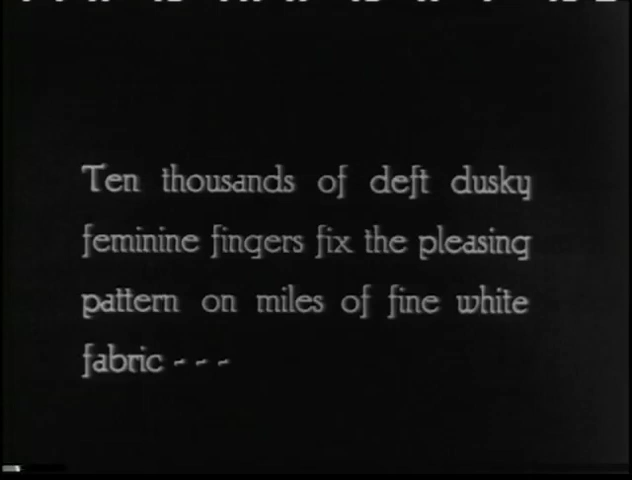 Ten thousands of deft dusky
feminine fingers fix the pleasing
pattern on miles of fine white
fabric - - -